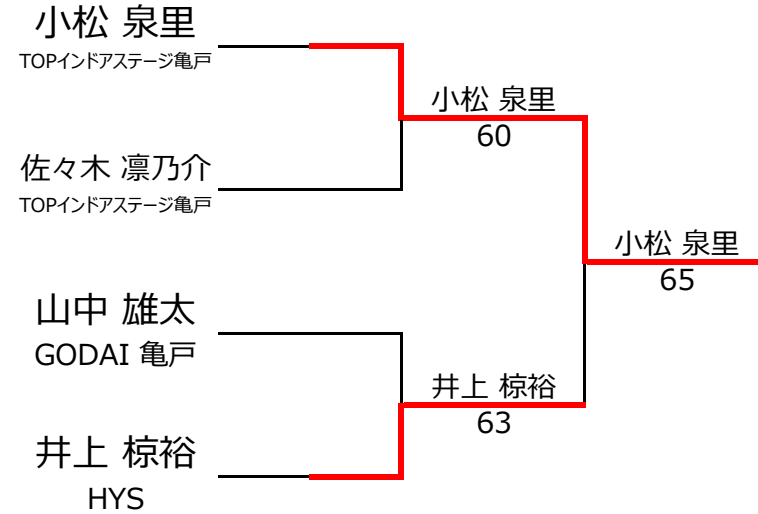 小松 泉里
TOPインドアステージ亀戸
佐々木 凛乃介
TOPインドアステージ亀戸
山中 雄太
GODAI 亀戸
井上 椋裕
HYS
小松 泉里
60
井上 椋裕
63
小松 泉里
65